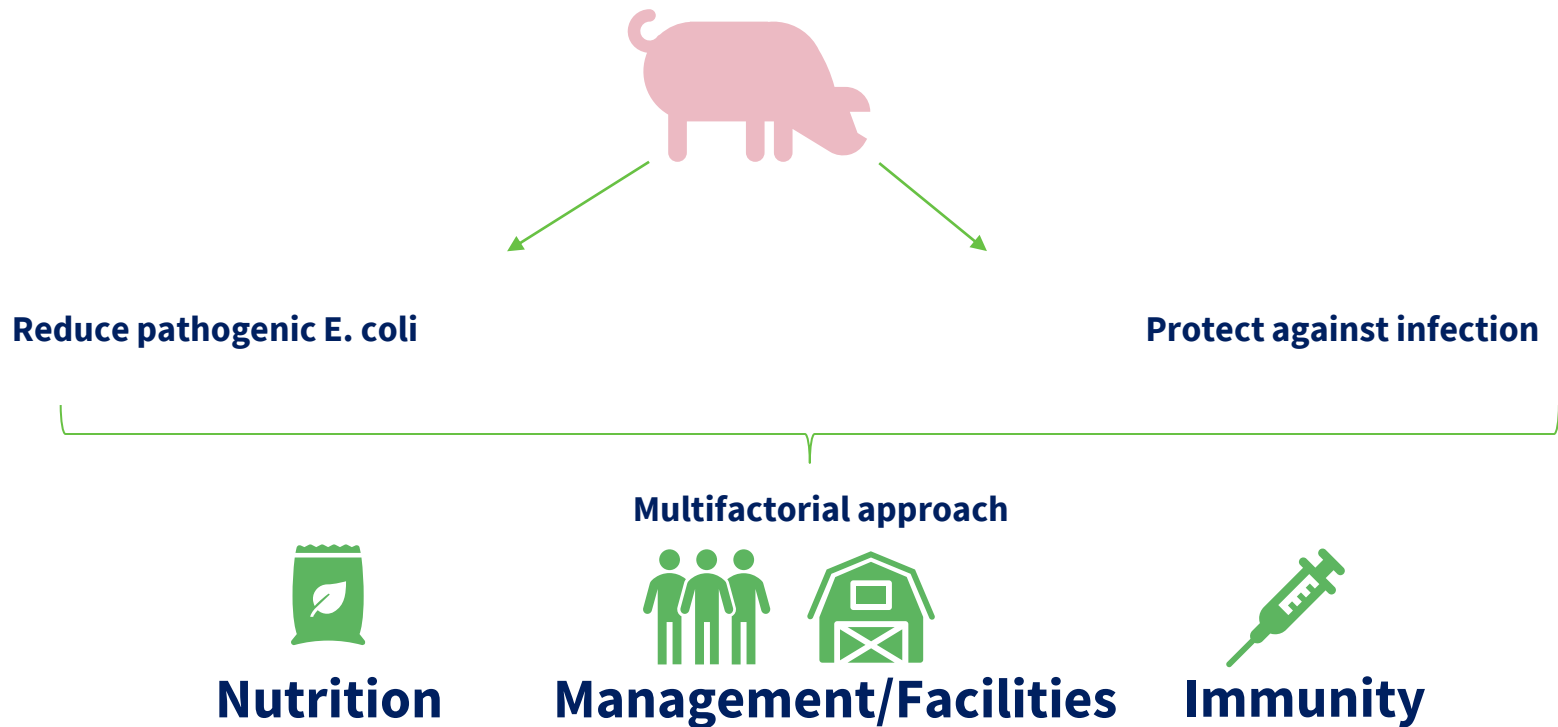 Reduce pathogenic E. coli
Protect against infection
Multifactorial approach
Nutrition
Management/Facilities
Immunity